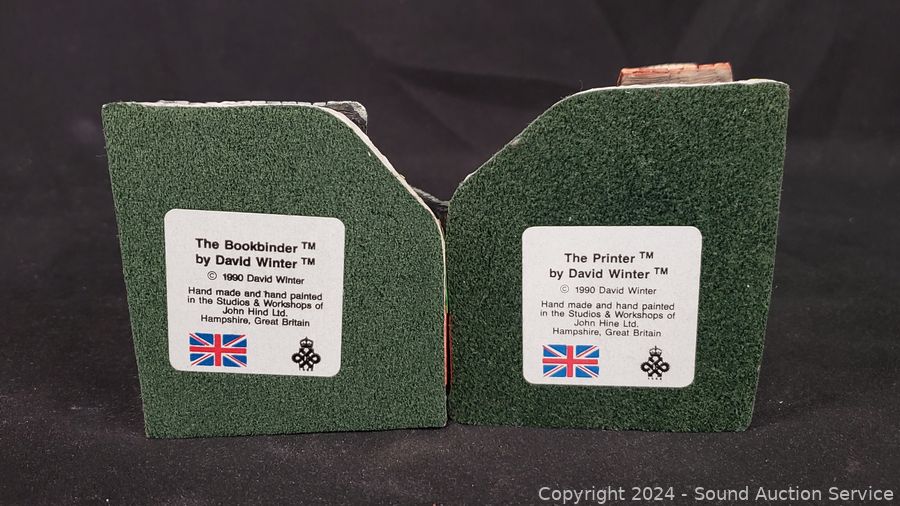 The Bookbinder ™
by David Winter ™
© 1990 David Winter
Hand made and hand painted
in the Studios & Workshops of
John Hind Ltd.
Hampshire, Great Britain
The Printer ™
by David Winter ™
© 1990 David Winter
Hand made and hand painted
in the Studios & Workshops of
John Hine Ltd.
Hampshire, Great Britain
Copyright © 2024 - Sound Auction Service